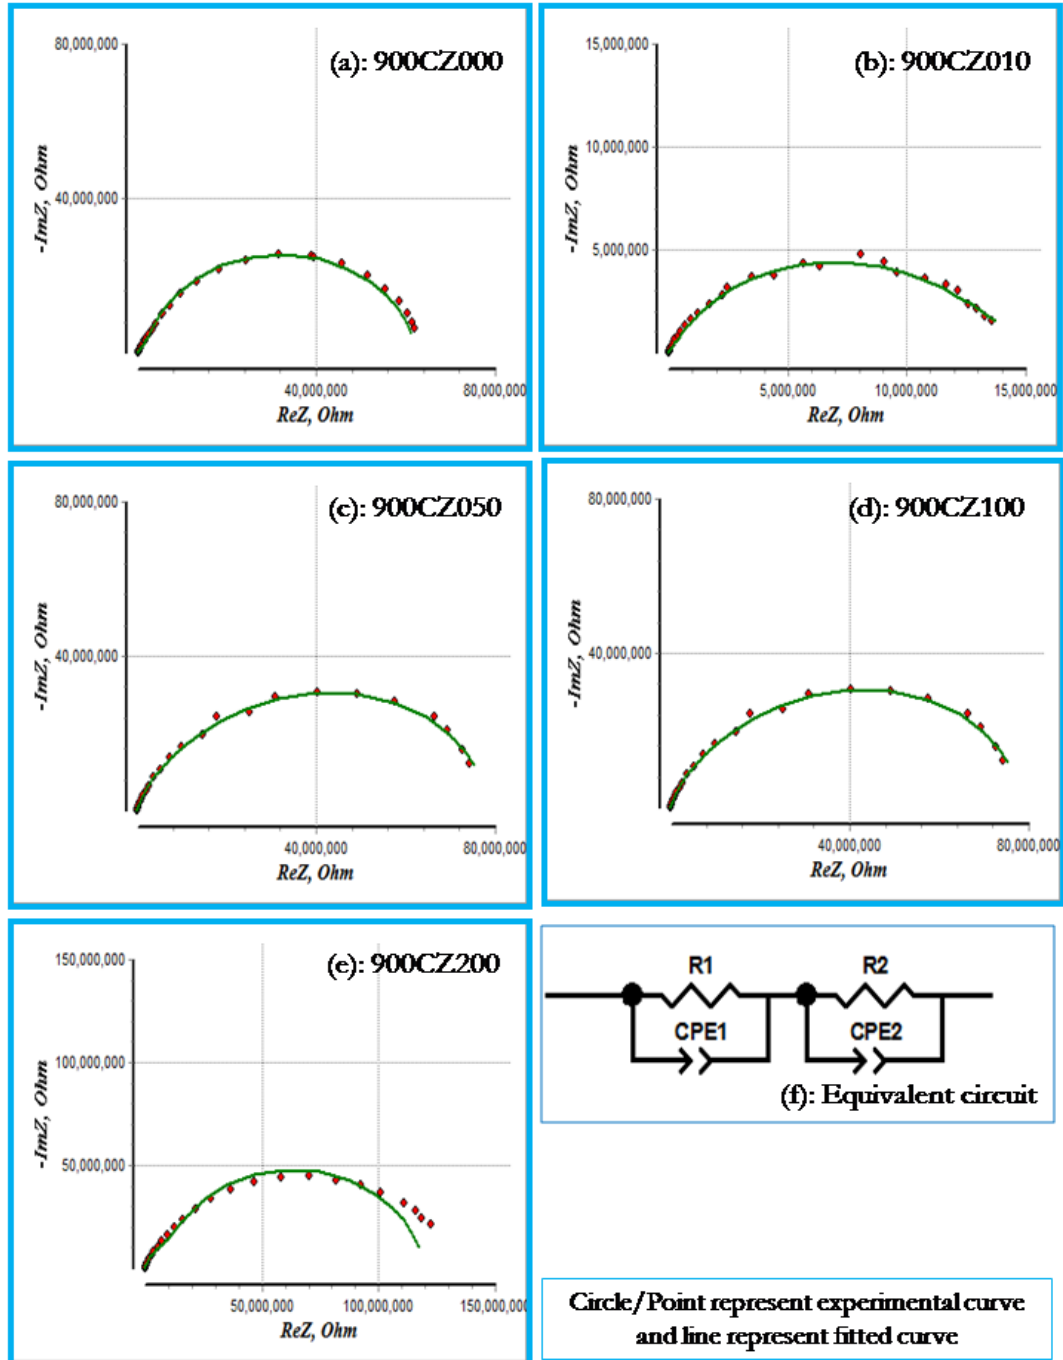 (a): 900CZ000
80,000,000
40,000,000
-ImZ, Ohm
40,000,000
80,000,000
ReZ, Ohm
(b): 900CZ010
15,000,000
10,000,000
5,000,000
-ImZ, Ohm
5,000,000
10,000,000
15,000,000
ReZ, Ohm
(c): 900CZ050
80,000,000
40,000,000
-ImZ, Ohm
40,000,000
80,000,000
ReZ, Ohm
(d): 900CZ100
80,000,000
40,000,000
-ImZ, Ohm
40,000,000
80,000,000
ReZ, Ohm
(e): 900CZ200
150,000,000
100,000,000
50,000,000
-ImZ, Ohm
50,000,000
100,000,000
150,000,000
ReZ, Ohm
R1
R2
CPE1
CPE2
(f): Equivalent circuit
Circle/Point represent experimental curve
and line represent fitted curve